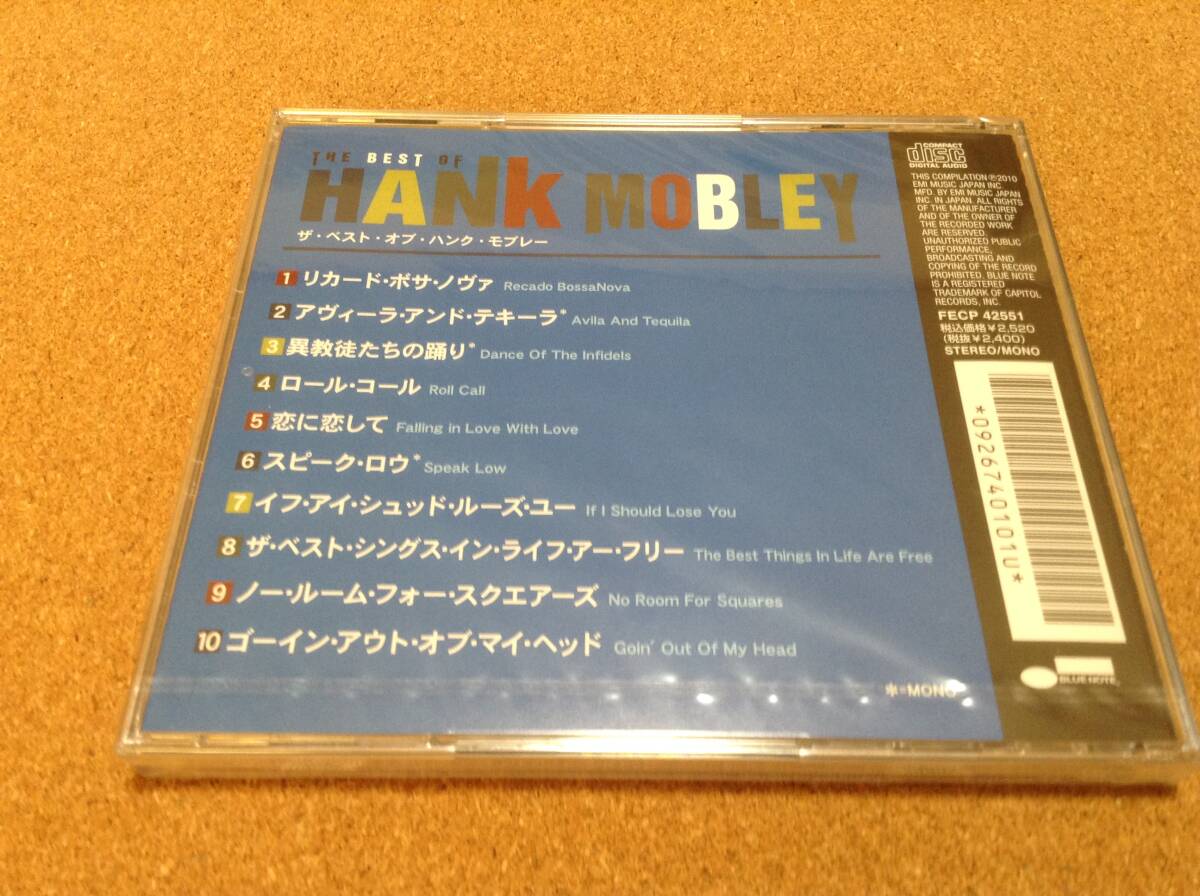 THE BEST OF
HANK MOBLEY
ザ・ベスト・オブ・ハンク・モブレー
1 リカード・ボサ・ノヴァ Recado BossaNova
2 アヴィーラ・アンド・テキーラ* Avila And Tequila
3 異教徒たちの踊り* Dance Of The Infidels
4 ロール・コール Roll Call
5 恋に恋して Falling in Love With Love
6 スピーク・ロウ* Speak Low
7 イフ・アイ・シュッド・ルーズ・ユー If I Should Lose You
8 ザ・ベスト・シングス・イン・ライフ・アー・フリー The Best Things In Life Are Free
9 ノー・ルーム・フォー・スクエアーズ No Room For Squares
10 ゴーイン・アウト・オブ・マイ・ヘッド Goin' Out Of My Head
*=MONO
COMPACT
disc
DIGITAL AUDIO
THIS COMPILATION ℗2010
EMI MUSIC JAPAN INC.
MFD. BY EMI MUSIC JAPAN
INC. IN JAPAN. ALL RIGHTS
OF THE MANUFACTURER
AND OF THE OWNER OF
THE RECORDED WORK
ARE RESERVED.
UNAUTHORIZED PUBLIC
PERFORMANCE,
BROADCASTING AND
COPYING OF THE RECORD
PROHIBITED. BLUE NOTE
IS A REGISTERED
TRADEMARK OF CAPITOL
RECORDS, INC.
FECP 42551
税込価格¥2,520
(税抜¥2,400)
STEREO/MONO
*0926740101U*
BLUE NOTE